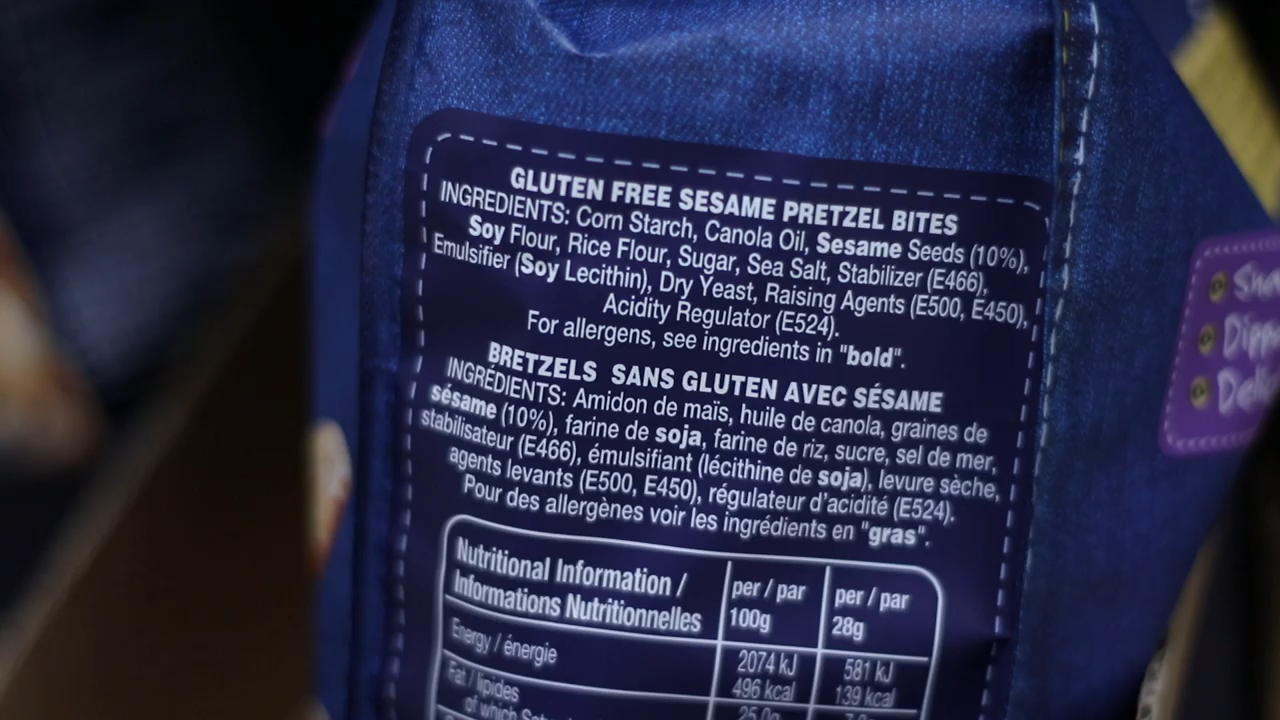 GLUTEN FREE SESAME PRETZEL BITES
INGREDIENTS: Corn Starch, Canola Oil, Sesame Seeds (10%),
Soy Flour, Rice Flour, Sugar, Sea Salt, Stabilizer (E466),
Emulsifier (Soy Lecithin), Dry Yeast, Raising Agents (E500, E450),
Acidity Regulator (E524).
For allergens, see ingredients in "bold".
BRETZELS SANS GLUTEN AVEC SÉSAME
INGRÉDIENTS: Amidon de maïs, huile de canola, graines de
sésame (10%), farine de soja, farine de riz, sucre, sel de mer,
stabilisateur (E466), émulsifiant (lécithine de soja), levure sèche,
agents levants (E500, E450), régulateur d'acidité (E524).
Pour des allergènes voir les ingrédients en "gras".
Nutritional Information / per / par per / par
Informations Nutritionnelles 100g 28g
Energy / énergie 2074 kJ 581 kJ
496 kcal 139 kcal
Fat / lipides 25.0g
of which